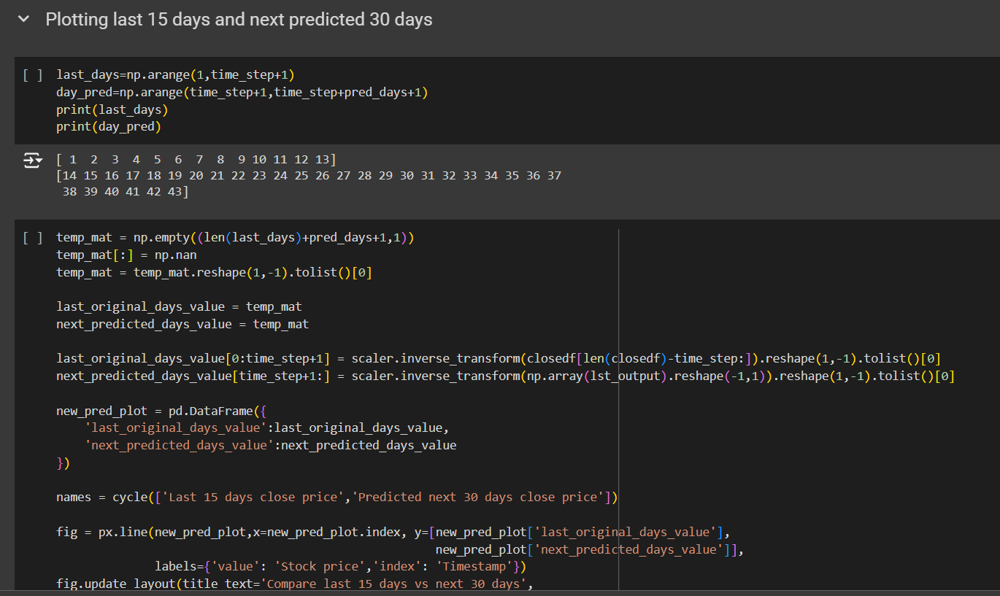 Plotting last 15 days and next predicted 30 days
[ ] last_days=np.arange(1,time_step+1)
day_pred=np.arange(time_step+1,time_step+pred_days+1)
print(last_days)
print(day_pred)
[ 1  2  3  4  5  6  7  8  9 10 11 12 13]
[14 15 16 17 18 19 20 21 22 23 24 25 26 27 28 29 30 31 32 33 34 35 36 37
 38 39 40 41 42 43]
[ ] temp_mat = np.empty((len(last_days)+pred_days+1,1))
temp_mat[:] = np.nan
temp_mat = temp_mat.reshape(1,-1).tolist()[0]
last_original_days_value = temp_mat
next_predicted_days_value = temp_mat
last_original_days_value[0:time_step+1] = scaler.inverse_transform(closedf[len(closedf)-time_step:]).reshape(1,-1).tolist()[0]
next_predicted_days_value[time_step+1:] = scaler.inverse_transform(np.array(lst_output).reshape(-1,1)).reshape(1,-1).tolist()[0]
new_pred_plot = pd.DataFrame({
    'last_original_days_value':last_original_days_value,
    'next_predicted_days_value':next_predicted_days_value
})
names = cycle(['Last 15 days close price','Predicted next 30 days close price'])
fig = px.line(new_pred_plot,x=new_pred_plot.index, y=[new_pred_plot['last_original_days_value'],
                                                      new_pred_plot['next_predicted_days_value']],
              labels={'value': 'Stock price','index': 'Timestamp'})
fig.update_layout(title_text='Compare last 15 days vs next 30 days',